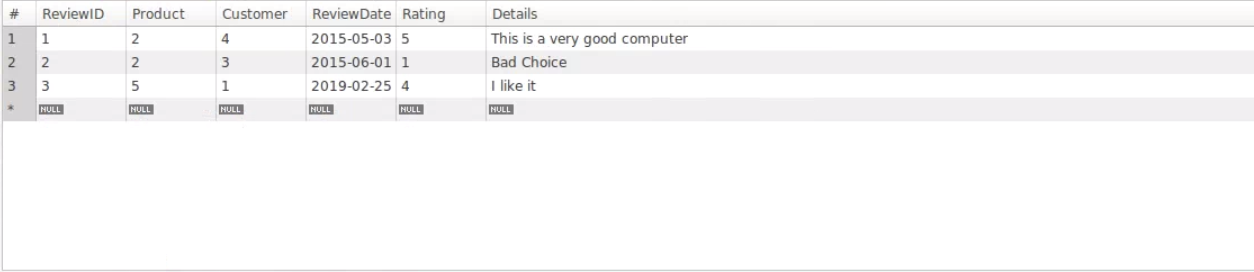 # ReviewID Product Customer ReviewDate Rating Details
1 1 2 4 2015-05-03 5 This is a very good computer
2 2 2 3 2015-06-01 1 Bad Choice
3 3 5 1 2019-02-25 4 I like it
* NULL NULL NULL NULL NULL NULL